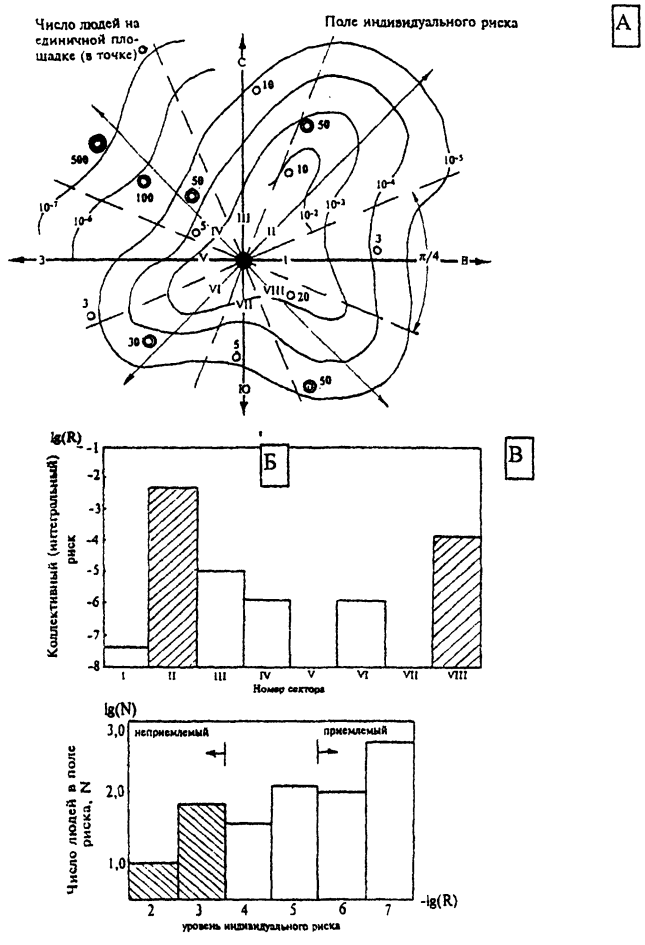 Число людей на
единичной пло-
щадке (в точке)
Поле индивидуального риска
А
С
10
50
500
10
100
50
10⁻⁵
10⁻⁷
10⁻⁶
5
III
IV
II
10⁻²
10⁻³
10⁻⁴
3
З
V
I
π/4
В
VI
VIII
20
VII
3
30
5
50
Ю
lg(R)
Б
В
Коллективный (интегральный)
риск
-1
-2
-3
-4
-5
-6
-7
-8
I II III IV V VI VII VIII
Номер сектора
lg(N)
Число людей в поле
риска, N
3,0
2,0
1,0
неприемлемый
приемлемый
2 3 4 5 6 7
-lg(R)
уровень индивидуального риска